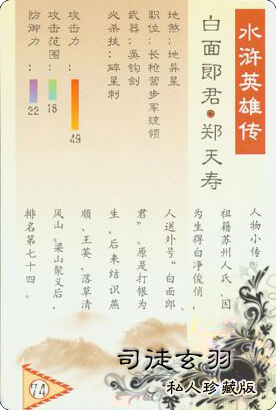 水浒英雄传
白面郎君·郑天寿
地煞：地异星
武器：吴钩剑
职位：长枪营步军统领
必杀技：碎星刺
攻击力：
49
攻击范围：
18
防御力：
22
人物小传：
祖籍苏州人氏，因
为生得白净俊俏，
人送外号"白面郎
君"。原是打银为
生，后来结识燕
顺、王英，落草清
风山。梁山聚义后，
排名第七十四。
74
司徒玄羽
私人珍藏版